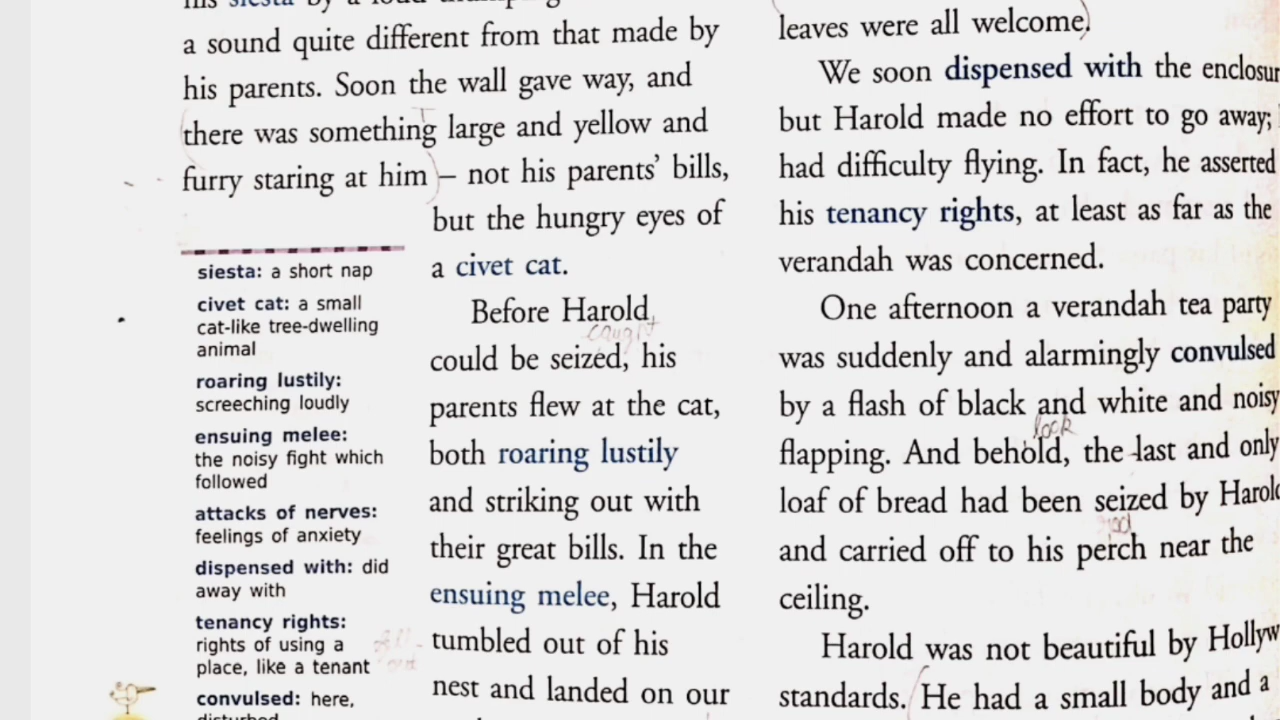 a sound quite different from that made by
his parents. Soon the wall gave way, and
there was something large and yellow and
furry staring at him – not his parents' bills,
but the hungry eyes of
a civet cat.
Before Harold
caught
could be seized, his
parents flew at the cat,
both roaring lustily
and striking out with
their great bills. In the
ensuing melee, Harold
tumbled out of his
nest and landed on our
siesta: a short nap
civet cat: a small
cat-like tree-dwelling
animal
roaring lustily:
screeching loudly
ensuing melee:
the noisy fight which
followed
attacks of nerves:
feelings of anxiety
dispensed with: did
away with
tenancy rights:
rights of using a
place, like a tenant
convulsed: here,
disturbed
leaves were all welcome.
We soon dispensed with the enclosur
but Harold made no effort to go away;
had difficulty flying. In fact, he asserted
his tenancy rights, at least as far as the
verandah was concerned.
One afternoon a verandah tea party
was suddenly and alarmingly convulsed
by a flash of black and white and noisy
look
flapping. And behold, the last and only
loaf of bread had been seized by Harol
and carried off to his perch near the
ceiling.
Harold was not beautiful by Hollyw
standards. He had a small body and a